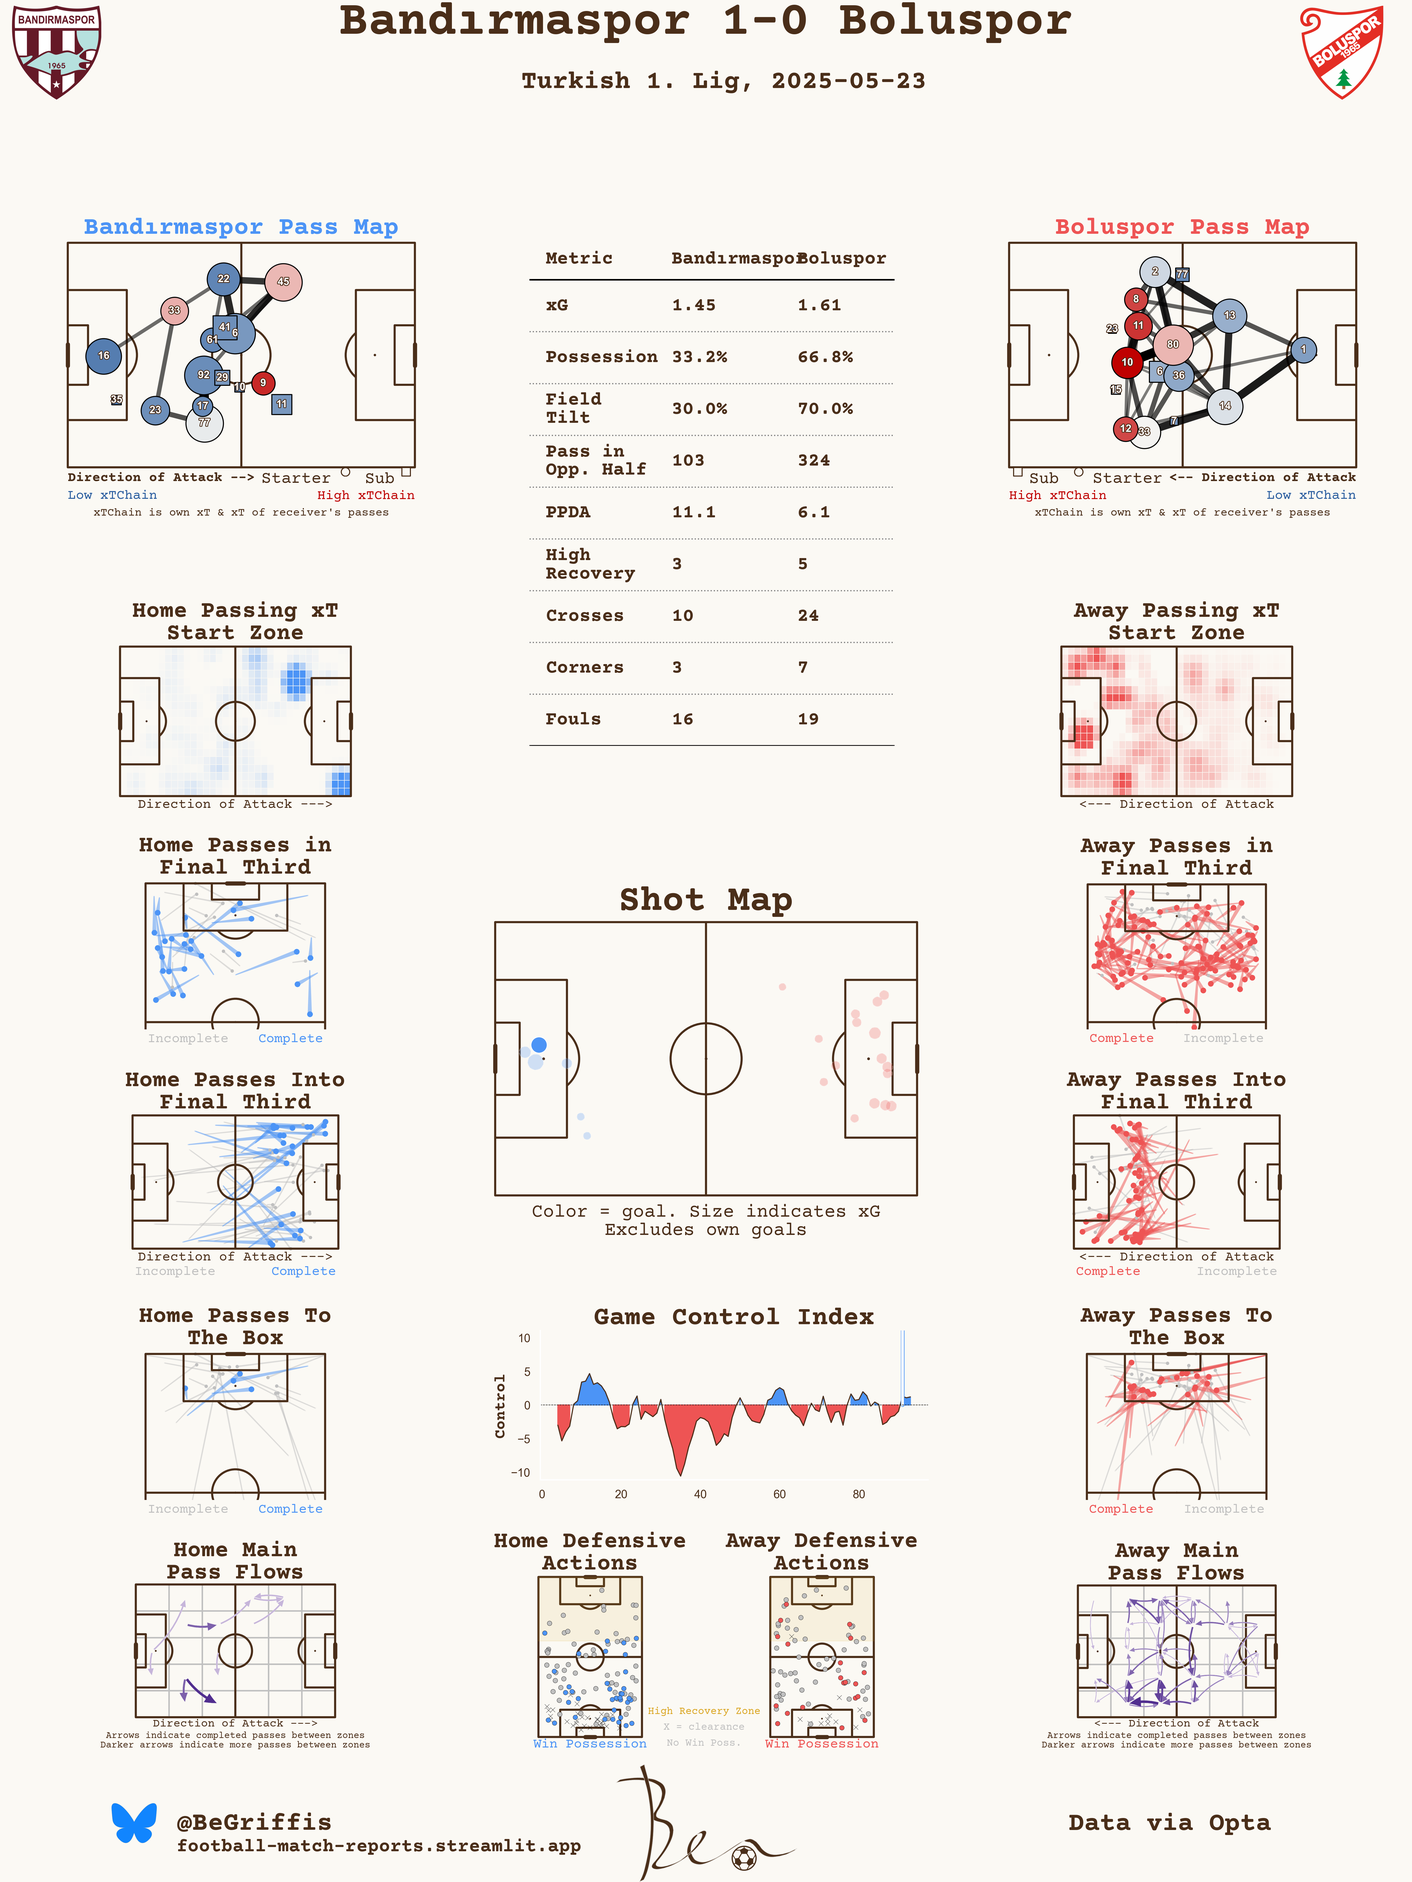 Bandırmaspor 1-0 Boluspor
Turkish 1. Lig, 2025-05-23
BANDIRMASPOR
1965
BOLUSPOR
1965
Bandırmaspor Pass Map
22
45
33
41
6
61
16
92
29
10
9
35
23
17
11
77
Direction of Attack --> Starter Sub
Low xTChain High xTChain
xTChain is own xT & xT of receiver's passes
Metric Bandırmaspor Boluspor
xG 1.45 1.61
Possession 33.2% 66.8%
Field Tilt 30.0% 70.0%
Pass in Opp. Half 103 324
PPDA 11.1 6.1
High Recovery 3 5
Crosses 10 24
Corners 3 7
Fouls 16 19
Boluspor Pass Map
2
77
8
23
11
13
80
1
10
6
36
15
14
7
12
33
Sub Starter <-- Direction of Attack
High xTChain Low xTChain
xTChain is own xT & xT of receiver's passes
Home Passing xT
Start Zone
Direction of Attack --->
Away Passing xT
Start Zone
<--- Direction of Attack
Home Passes in
Final Third
Incomplete Complete
Away Passes in
Final Third
Complete Incomplete
Shot Map
Color = goal. Size indicates xG
Excludes own goals
Home Passes Into
Final Third
Direction of Attack --->
Incomplete Complete
Away Passes Into
Final Third
<--- Direction of Attack
Complete Incomplete
Home Passes To
The Box
Incomplete Complete
Game Control Index
Control
10
5
0
−5
−10
0 20 40 60 80
Away Passes To
The Box
Complete Incomplete
Home Main
Pass Flows
Direction of Attack --->
Arrows indicate completed passes between zones
Darker arrows indicate more passes between zones
Home Defensive
Actions
Win Possession
High Recovery Zone
X = clearance
No Win Poss.
Away Defensive
Actions
Win Possession
Away Main
Pass Flows
<--- Direction of Attack
Arrows indicate completed passes between zones
Darker arrows indicate more passes between zones
@BeGriffis
football-match-reports.streamlit.app
Ben
Data via Opta